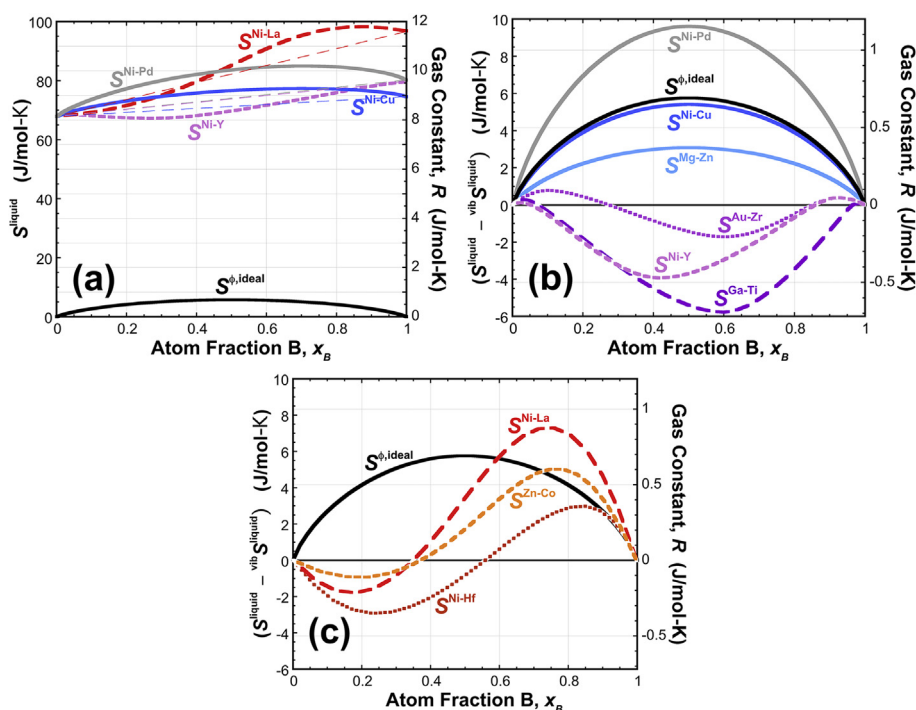 100
80
60
40
20
0
S^liquid (J/mol-K)
S^Ni-La
S^Ni-Pd
S^Ni-Cu
S^Ni-Y
S^ϕ,ideal
(a)
12
10
8
6
4
2
0
Gas Constant, R (J/mol-K)
0 0.2 0.4 0.6 0.8 1
Atom Fraction B, x_B
10
8
6
4
2
0
-2
-4
-6
(S^liquid – ^vib S^liquid) (J/mol-K)
S^Ni-Pd
S^ϕ,ideal
S^Ni-Cu
S^Mg-Zn
S^Au-Zr
S^Ni-Y
S^Ga-Ti
(b)
1
0.5
0
-0.5
Gas Constant, R (J/mol-K)
0 0.2 0.4 0.6 0.8 1
Atom Fraction B, x_B
10
8
6
4
2
0
-2
-4
-6
(S^liquid – ^vib S^liquid) (J/mol-K)
S^Ni-La
S^ϕ,ideal
S^Zn-Co
S^Ni-Hf
(c)
1
0.5
0
-0.5
Gas Constant, R (J/mol-K)
0 0.2 0.4 0.6 0.8 1
Atom Fraction B, x_B